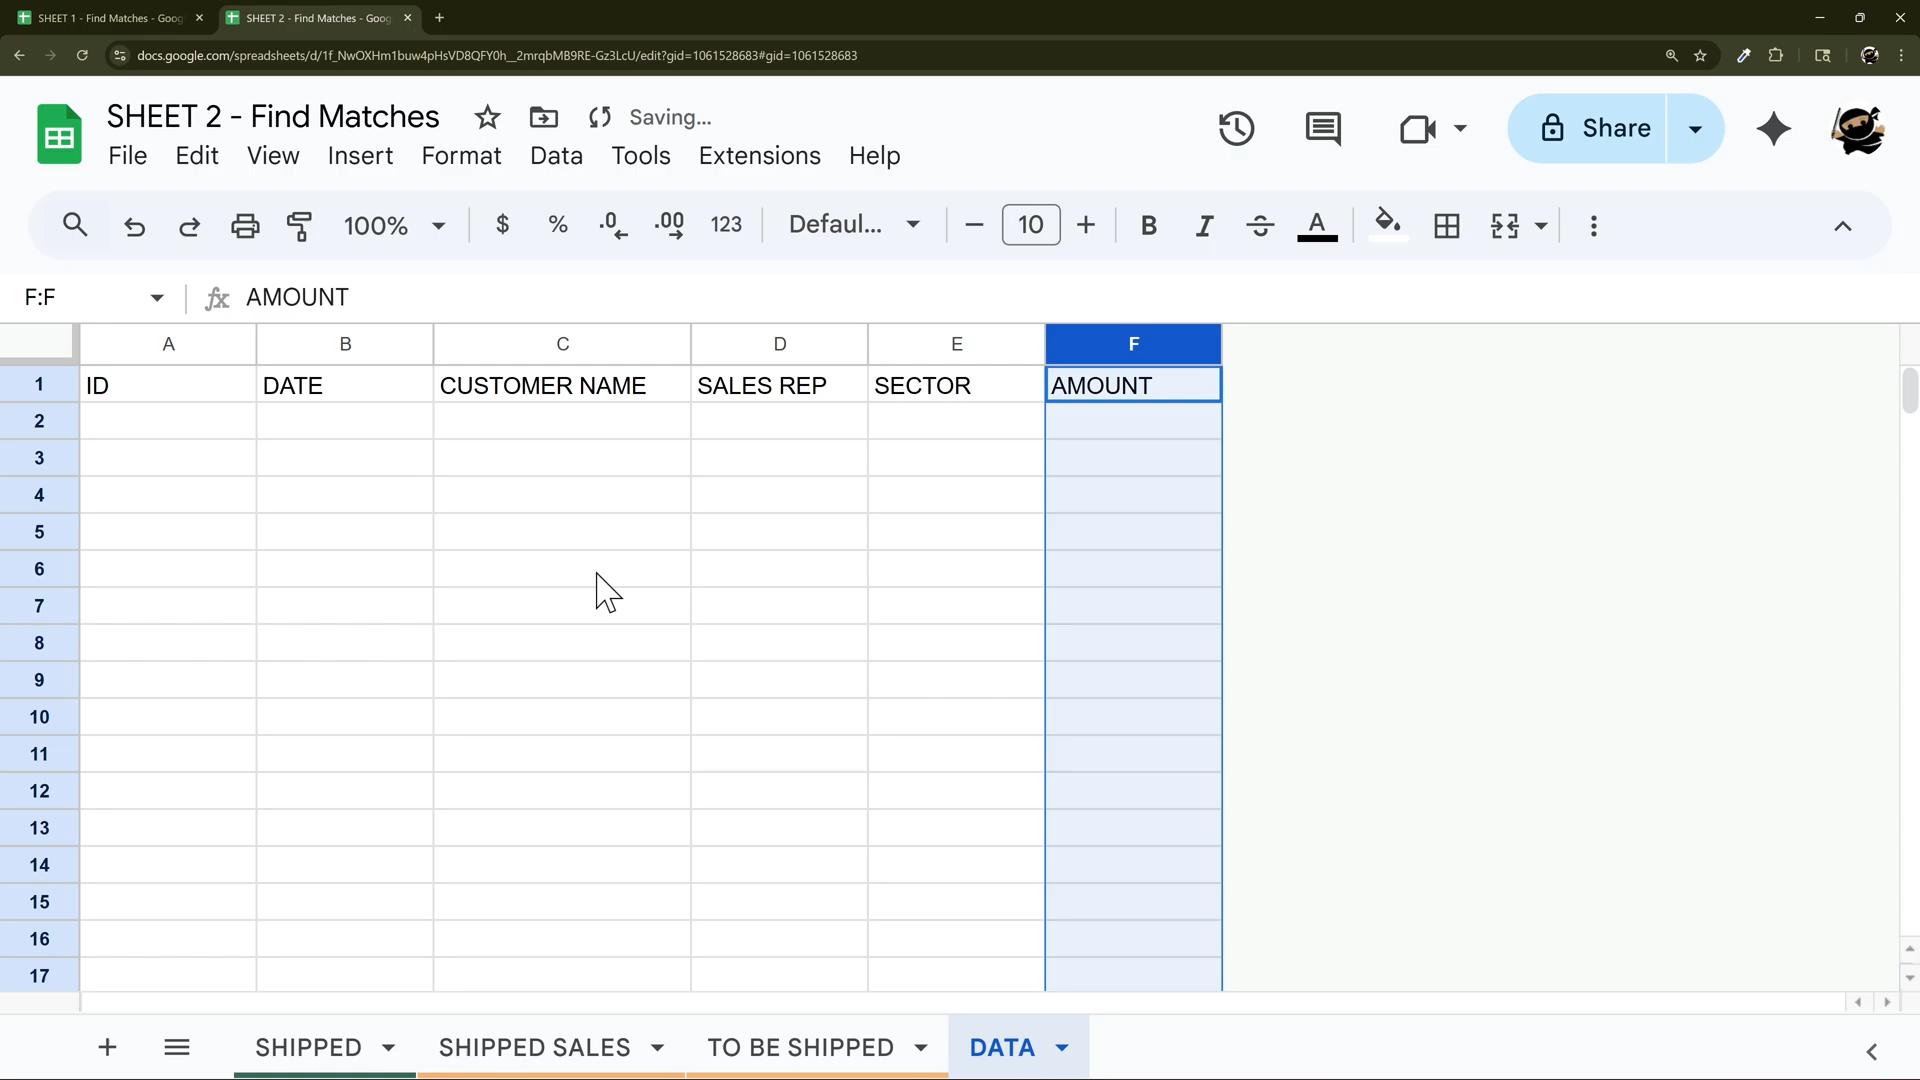 SHEET 1 - Find Matches - Goog
SHEET 2 - Find Matches - Goog
docs.google.com/spreadsheets/d/1f_NwOXHm1buw4pHsVD8QFY0h__2mrqbMB9RE-Gz3LcU/edit?gid=1061528683#gid=1061528683
SHEET 2 - Find Matches
Saving...
File Edit View Insert Format Data Tools Extensions Help
Share
100% $ % .0 .00 123 Defaul... 10 B I S A
F:F fx AMOUNT
A B C D E F
1 ID DATE CUSTOMER NAME SALES REP SECTOR AMOUNT
2
3
4
5
6
7
8
9
10
11
12
13
14
15
16
17
SHIPPED SHIPPED SALES TO BE SHIPPED DATA